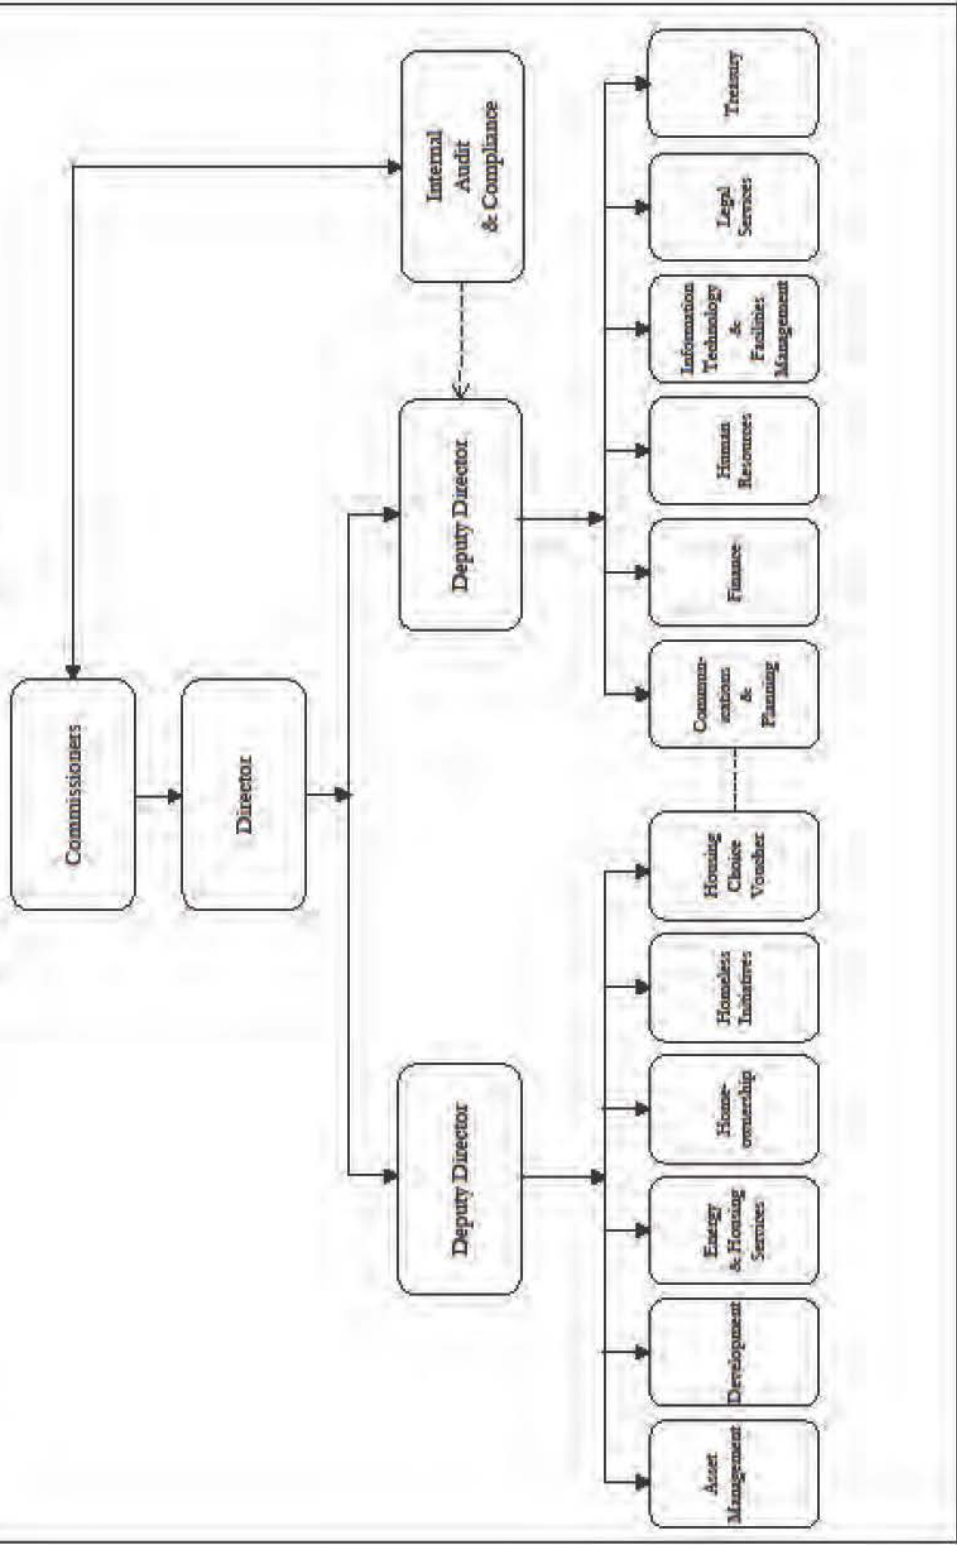 Commissioners
Director
Deputy Director
Deputy Director
Internal
Audit
& Compliance
Asset
Management
Development
Energy
& Housing
Services
Home-
ownership
Homeless
Initiatives
Housing
Choice
Voucher
Commun-
ications
&
Planning
Finance
Human
Resources
Information
Technology
&
Facilities
Management
Legal
Services
Treasury